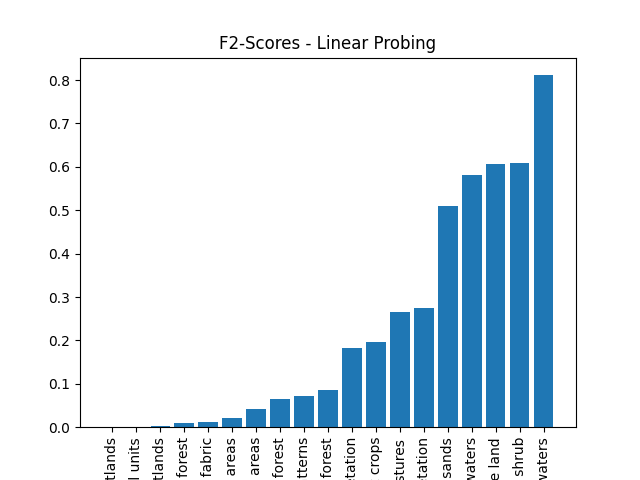 F2-Scores - Linear Probing
0.8
0.7
0.6
0.5
0.4
0.3
0.2
0.1
0.0
tlands
l units
tlands
forest
fabric
areas
areas
forest
tterns
forest
etation
crops
stures
etation
sands
waters
e land
shrub
waters